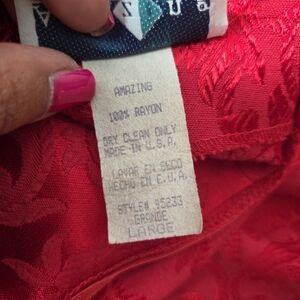 AMAZING
100% RAYON
DRY CLEAN ONLY
MADE IN U.S.A.
LAVAR EN SECO
HECHO EN E.U.A.
STYLE# 95233
GRANDE
LARGE